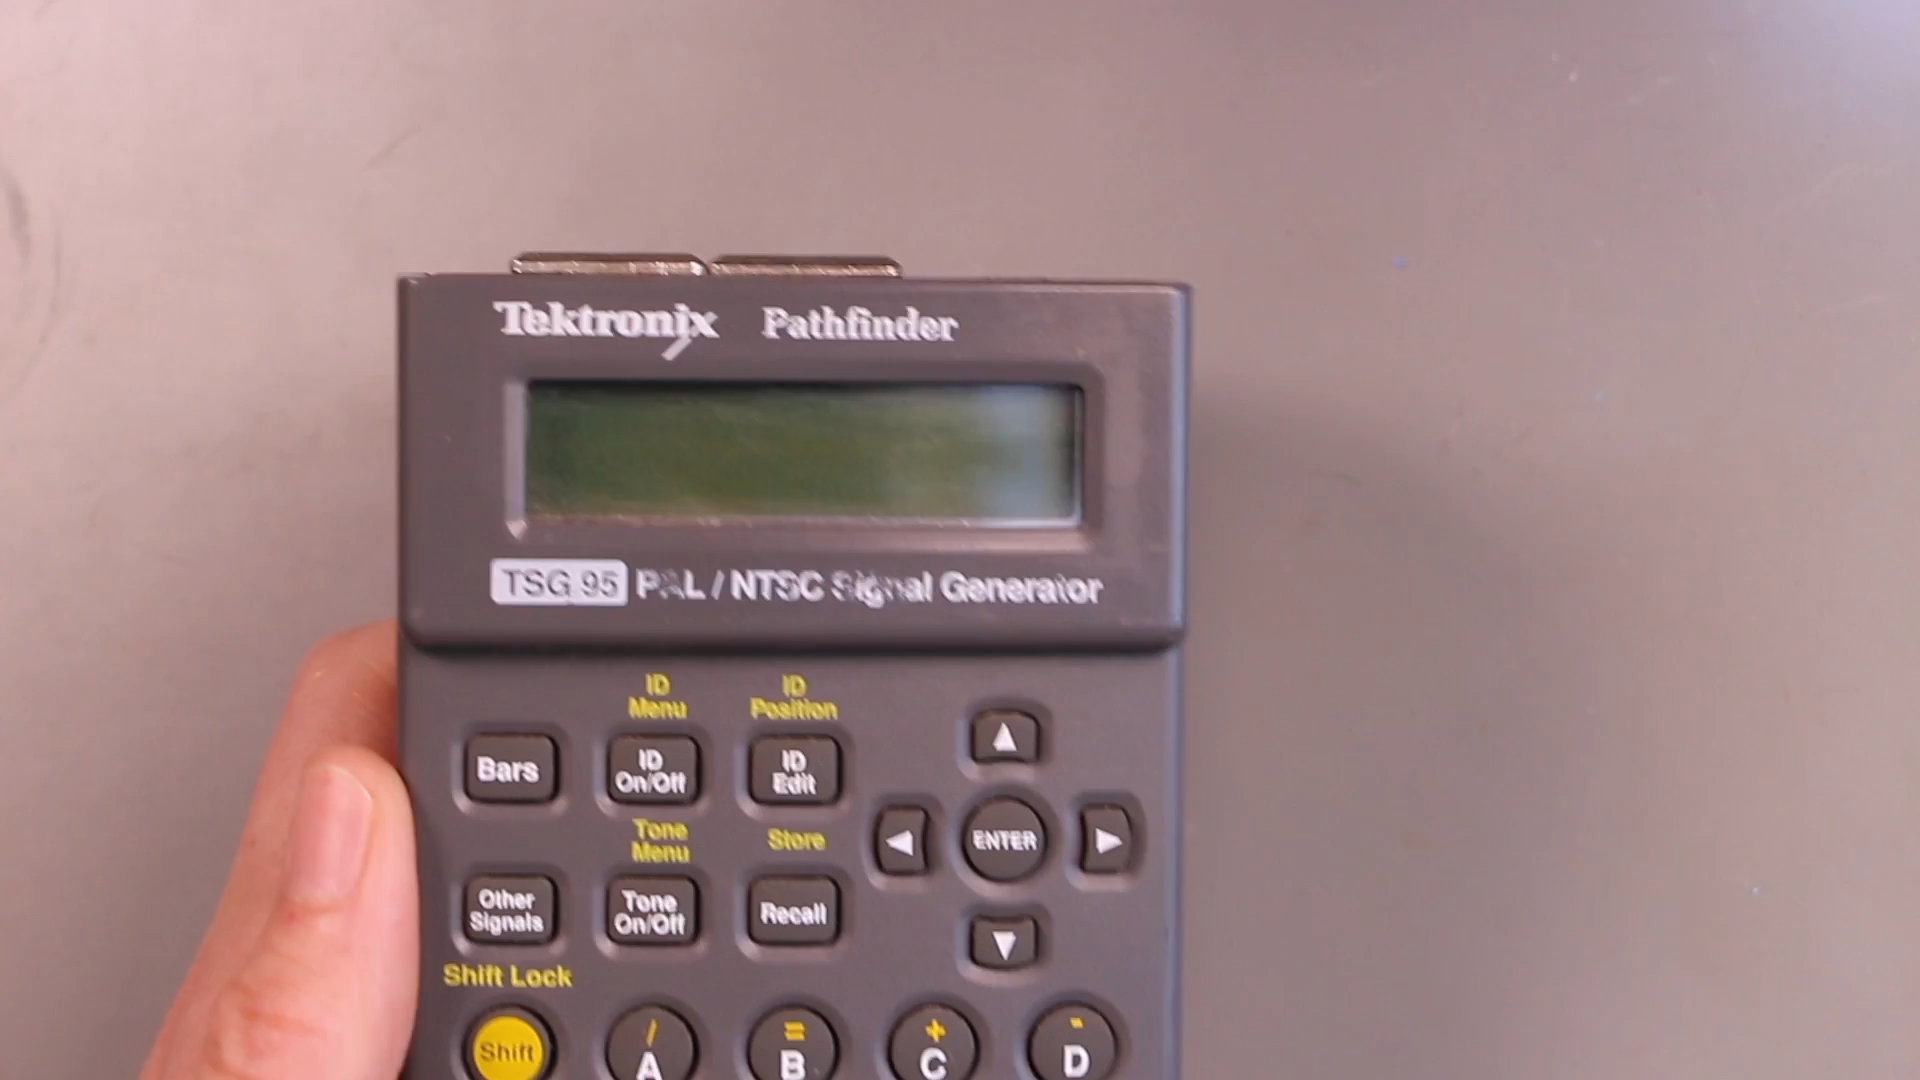 Tektronix Pathfinder
TSG 95 PAL / NTSC Signal Generator
ID Menu
ID Position
Bars
ID On/Off
ID Edit
▲
◀
ENTER
▶
Tone Menu
Store
Other Signals
Tone On/Off
Recall
▼
Shift Lock
Shift
/ A
= B
+ C
- D